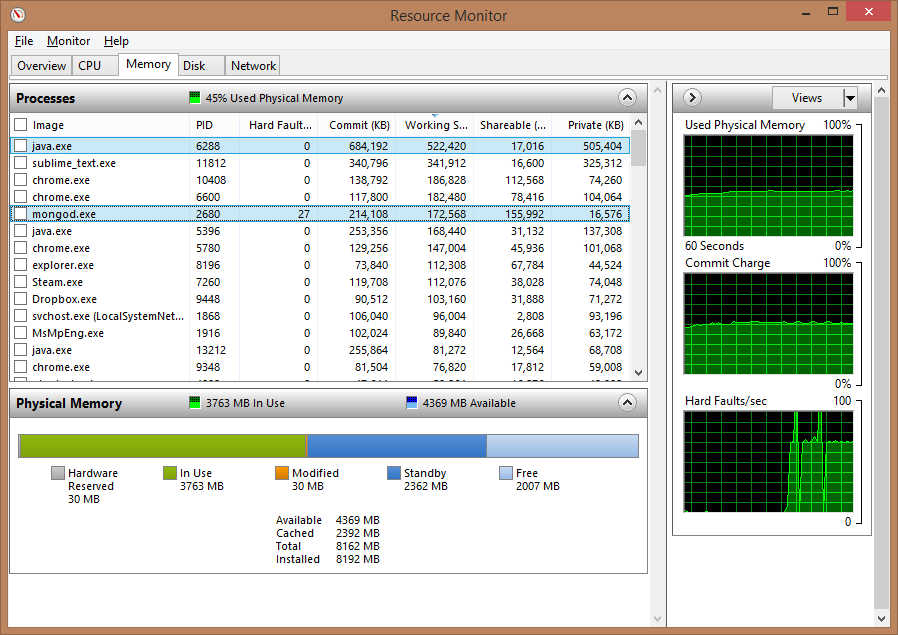 Resource Monitor
File Monitor Help
Overview CPU Memory Disk Network
Processes 45% Used Physical Memory
Image PID Hard Fault... Commit (KB) Working S... Shareable (... Private (KB)
java.exe 6288 0 684,192 522,420 17,016 505,404
sublime_text.exe 11812 0 340,796 341,912 16,600 325,312
chrome.exe 10408 0 138,792 186,828 112,568 74,260
chrome.exe 6600 0 117,800 182,480 78,416 104,064
mongod.exe 2680 27 214,108 172,568 155,992 16,576
java.exe 5396 0 253,356 168,440 31,132 137,308
chrome.exe 5780 0 129,256 147,004 45,936 101,068
explorer.exe 8196 0 73,840 112,308 67,784 44,524
Steam.exe 7260 0 119,708 112,076 38,028 74,048
Dropbox.exe 9448 0 90,512 103,160 31,888 71,272
svchost.exe (LocalSystemNet... 1868 0 106,040 96,004 2,808 93,196
MsMpEng.exe 1916 0 102,024 89,840 26,668 63,172
java.exe 13212 0 255,864 81,272 12,564 68,708
chrome.exe 9348 0 81,504 76,820 17,812 59,008
Physical Memory 3763 MB In Use 4369 MB Available
Hardware Reserved 30 MB
In Use 3763 MB
Modified 30 MB
Standby 2362 MB
Free 2007 MB
Available 4369 MB
Cached 2392 MB
Total 8162 MB
Installed 8192 MB
Views
Used Physical Memory 100%
60 Seconds 0%
Commit Charge 100%
0%
Hard Faults/sec 100
0